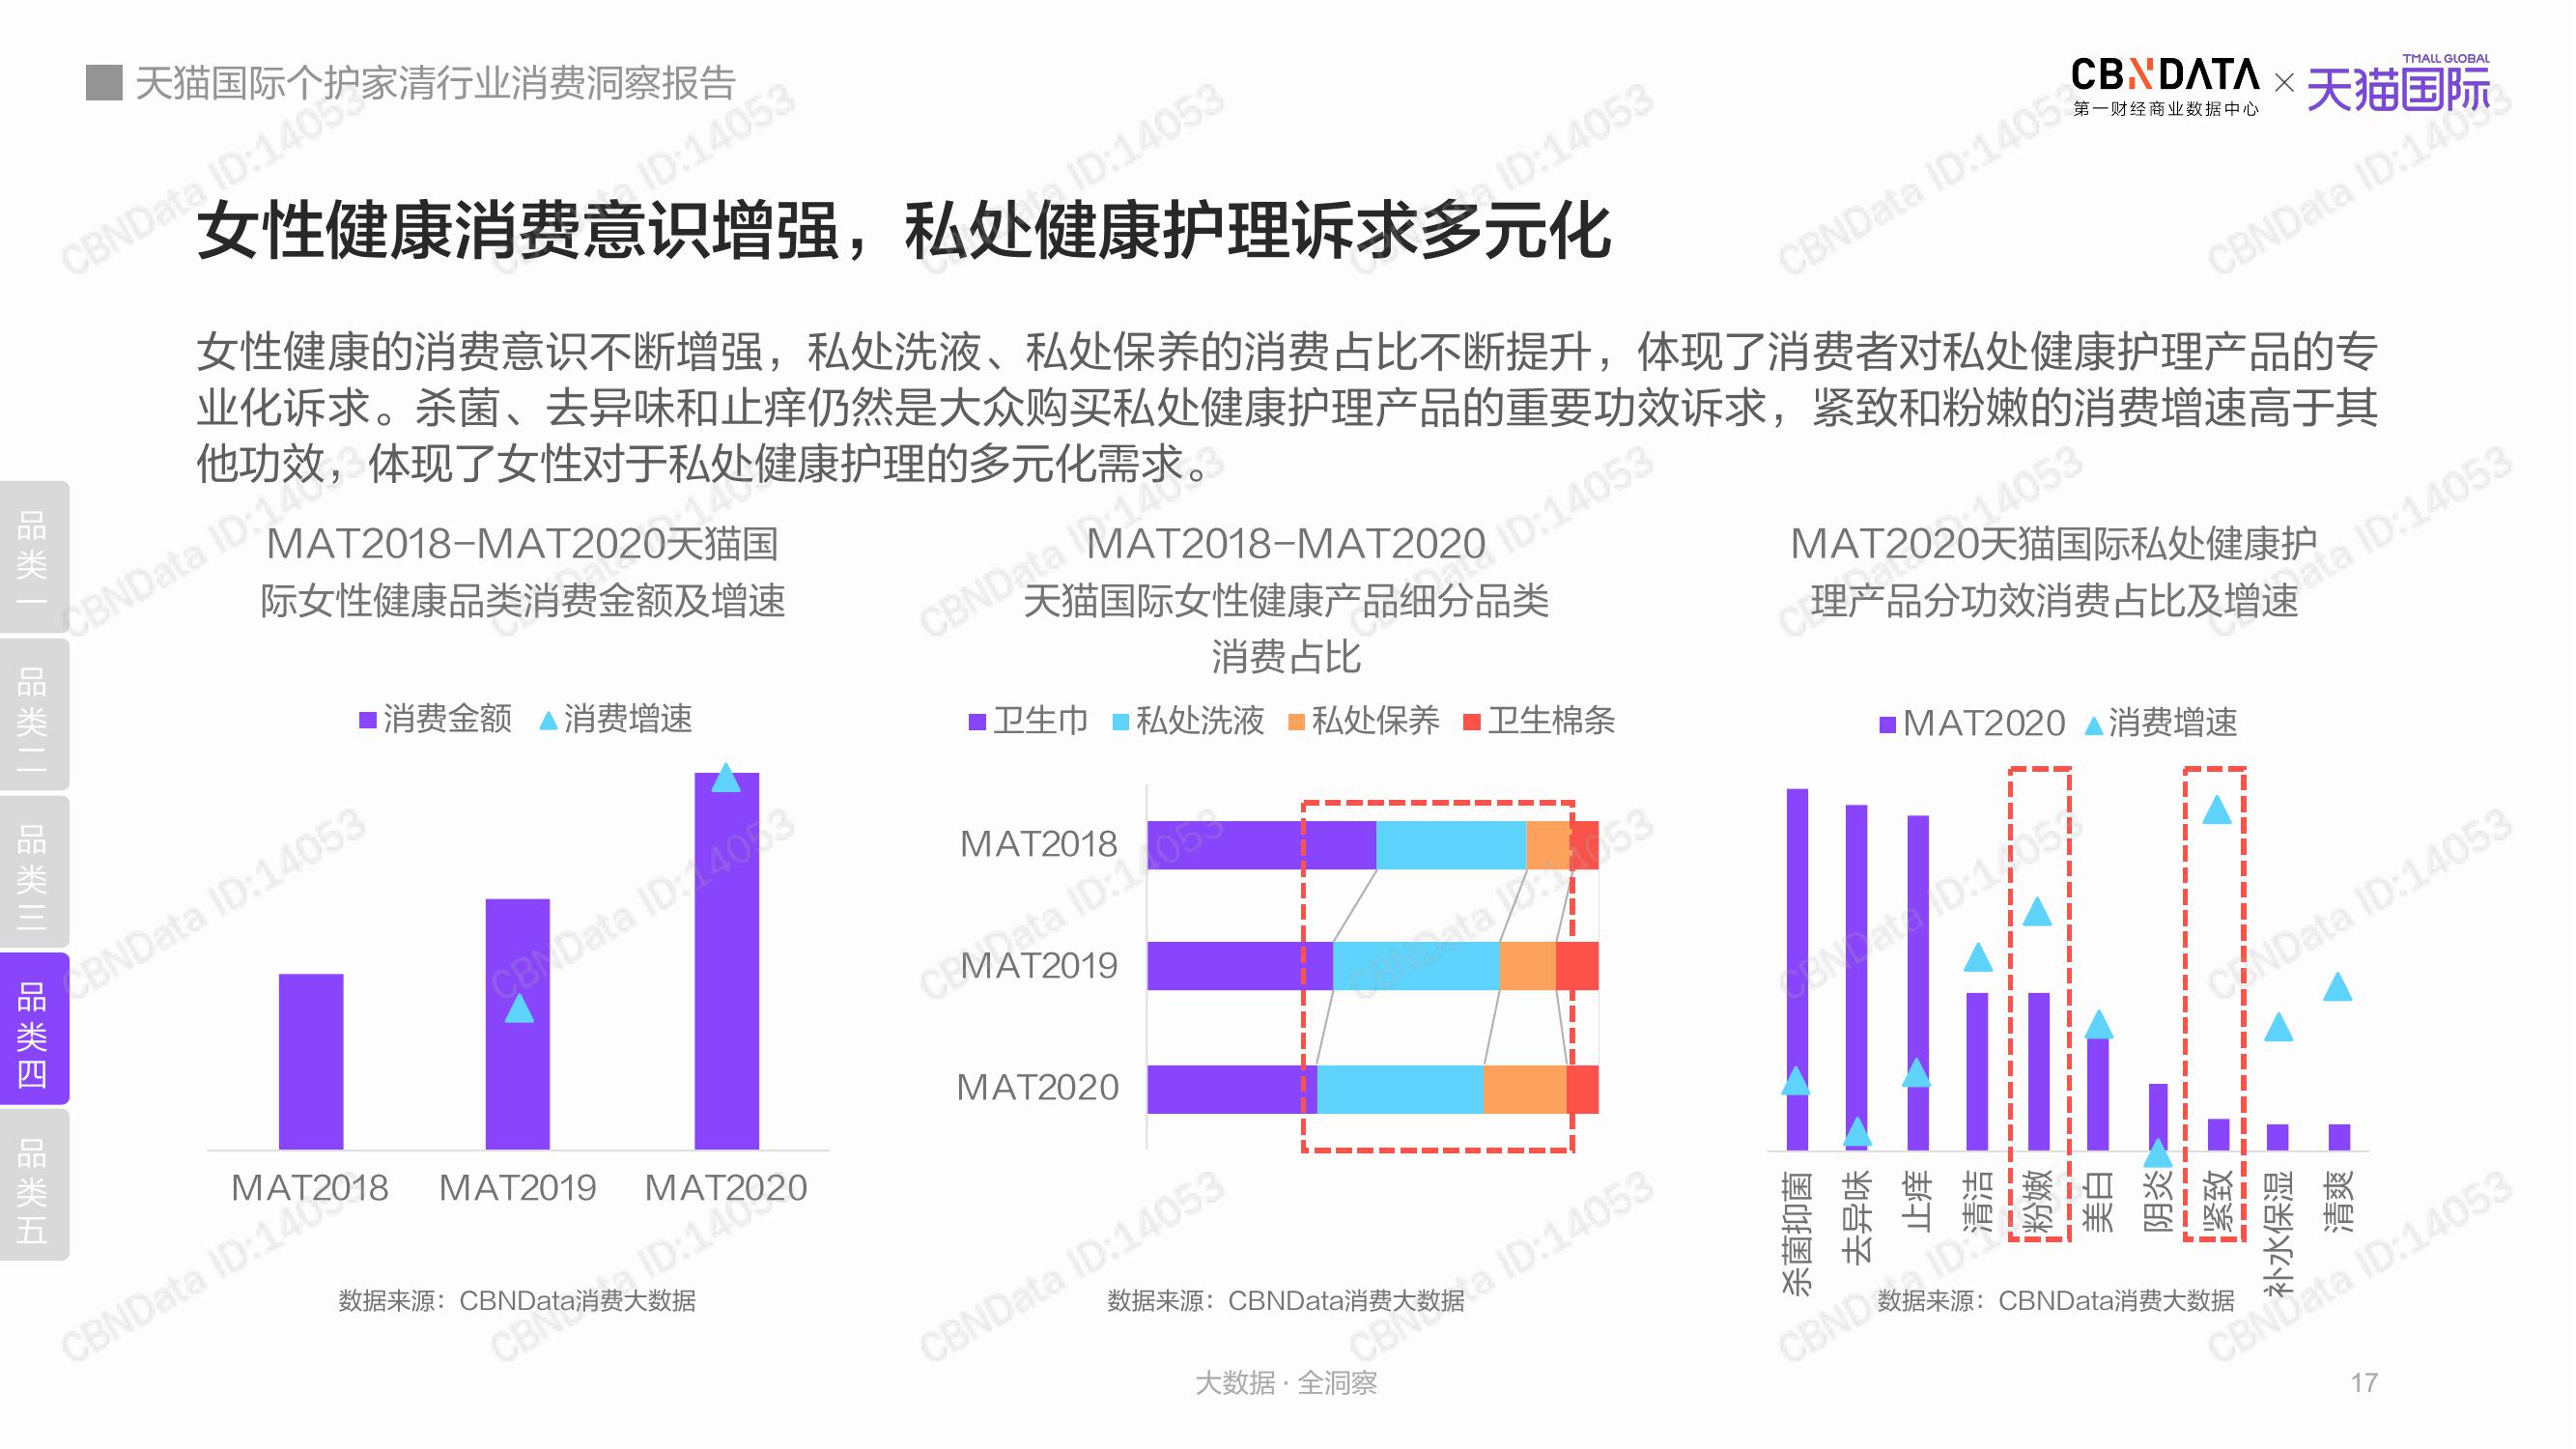 天猫国际个护家清行业消费洞察报告
CBNDATA
第一财经商业数据中心
×
TMALL GLOBAL
天猫国际
女性健康消费意识增强，私处健康护理诉求多元化
女性健康的消费意识不断增强，私处洗液、私处保养的消费占比不断提升，体现了消费者对私处健康护理产品的专
业化诉求。杀菌、去异味和止痒仍然是大众购买私处健康护理产品的重要功效诉求，紧致和粉嫩的消费增速高于其
他功效，体现了女性对于私处健康护理的多元化需求。
品类一
品类二
品类三
品类四
品类五
MAT2018-MAT2020天猫国
际女性健康品类消费金额及增速
消费金额 消费增速
MAT2018 MAT2019 MAT2020
数据来源：CBNData消费大数据
MAT2018-MAT2020
天猫国际女性健康产品细分品类
消费占比
卫生巾 私处洗液 私处保养 卫生棉条
MAT2018
MAT2019
MAT2020
数据来源：CBNData消费大数据
MAT2020天猫国际私处健康护
理产品分功效消费占比及增速
MAT2020 消费增速
杀菌抑菌
去异味
止痒
清洁
粉嫩
美白
阴炎
紧致
补水保湿
清爽
数据来源：CBNData消费大数据
大数据·全洞察
17
CBNData ID:14053